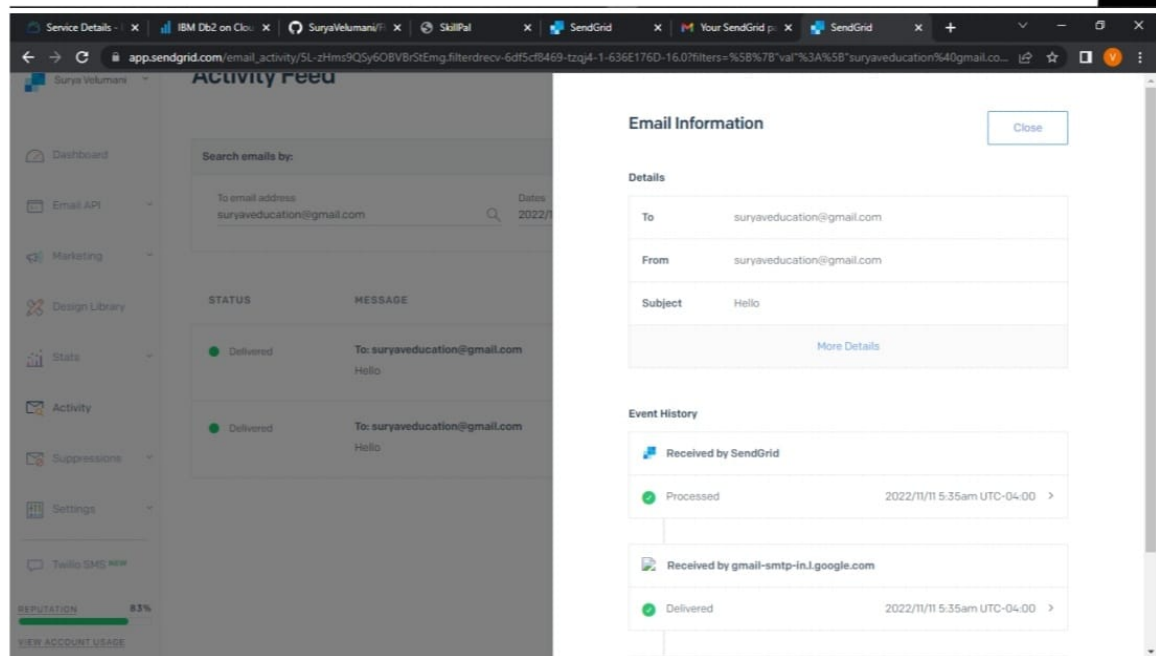 Service Details - I
IBM Db2 on Clou
SuryaVelumani/F
SkillPal
SendGrid
Your SendGrid p
SendGrid
app.sendgrid.com/email_activity/5L-zHms9QSy6OBVBrStEmg.filterdrecv-6df5cf8469-tzqj4-1-636E176D-16.0?filters=%5B%7B"val"%3A%5B"suryaveducation%40gmail.co...
Surya Velumani
Activity Feed
Dashboard
Email API
Marketing
Design Library
Stats
Activity
Suppressions
Settings
Twilio SMS NEW
REPUTATION 83%
VIEW ACCOUNT USAGE
Search emails by:
To email address
Dates
suryaveducation@gmail.com
2022/1
STATUS MESSAGE
Delivered To: suryaveducation@gmail.com
Hello
Delivered To: suryaveducation@gmail.com
Hello
Email Information
Close
Details
To suryaveducation@gmail.com
From suryaveducation@gmail.com
Subject Hello
More Details
Event History
Received by SendGrid
Processed 2022/11/11 5:35am UTC-04:00
Received by gmail-smtp-in.l.google.com
Delivered 2022/11/11 5:35am UTC-04:00
V